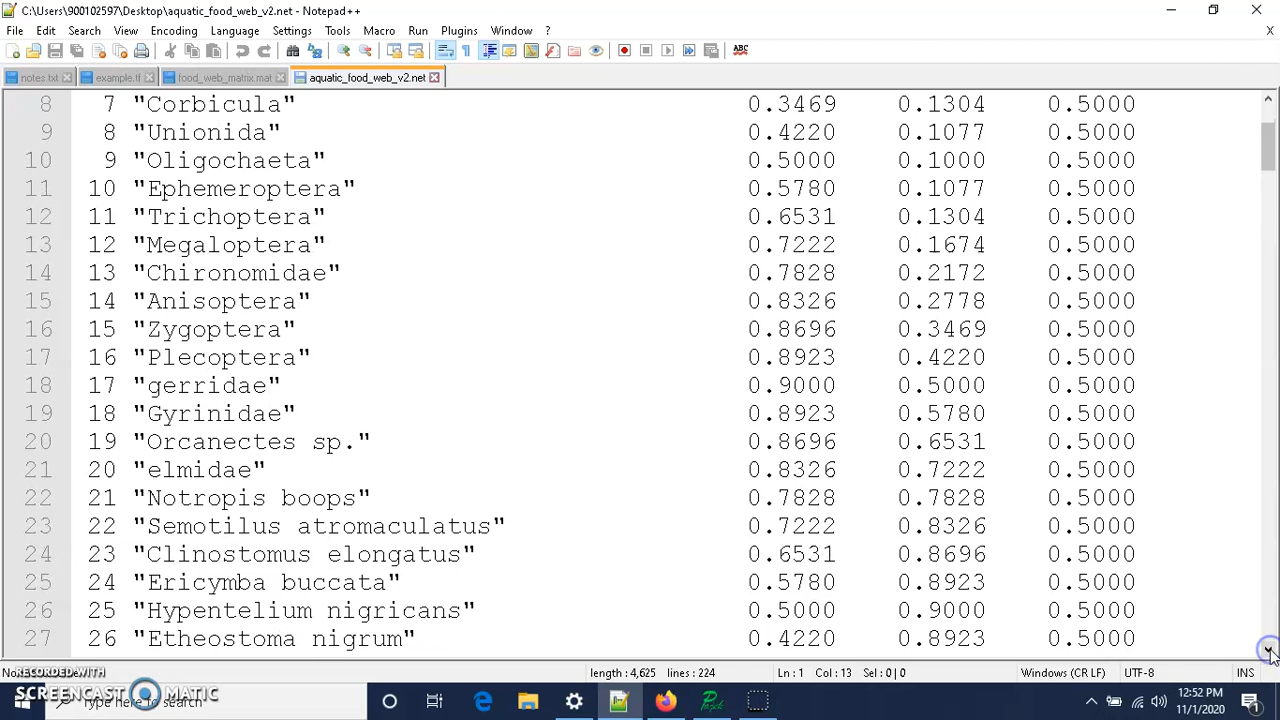 C:\Users\900102597\Desktop\aquatic_food_web_v2.net - Notepad++
File Edit Search View Encoding Language Settings Tools Macro Run Plugins Window ? X
notes.txt example.lf food_web_matrix.mat aquatic_food_web_v2.net
8 7 "Corbicula" 0.3469 0.1304 0.5000
9 8 "Unionida" 0.4220 0.1077 0.5000
10 9 "Oligochaeta" 0.5000 0.1000 0.5000
11 10 "Ephemeroptera" 0.5780 0.1077 0.5000
12 11 "Trichoptera" 0.6531 0.1304 0.5000
13 12 "Megaloptera" 0.7222 0.1674 0.5000
14 13 "Chironomidae" 0.7828 0.2172 0.5000
15 14 "Anisoptera" 0.8326 0.2778 0.5000
16 15 "Zygoptera" 0.8696 0.3469 0.5000
17 16 "Plecoptera" 0.8923 0.4220 0.5000
18 17 "gerridae" 0.9000 0.5000 0.5000
19 18 "Gyrinidae" 0.8923 0.5780 0.5000
20 19 "Orcanectes sp." 0.8696 0.6531 0.5000
21 20 "elmidae" 0.8326 0.7222 0.5000
22 21 "Notropis boops" 0.7828 0.7828 0.5000
23 22 "Semotilus atromaculatus" 0.7222 0.8326 0.5000
24 23 "Clinostomus elongatus" 0.6531 0.8696 0.5000
25 24 "Ericymba buccata" 0.5780 0.8923 0.5000
26 25 "Hypentelium nigricans" 0.5000 0.9000 0.5000
27 26 "Etheostoma nigrum" 0.4220 0.8923 0.5000
RECORDED WITH
SCREENCAST MATIC
length : 4,625 lines : 224 Ln : 1 Col : 13 Sel : 0 | 0 Windows (CR LF) UTF-8 INS
Type here to search
12:52 PM
11/1/2020